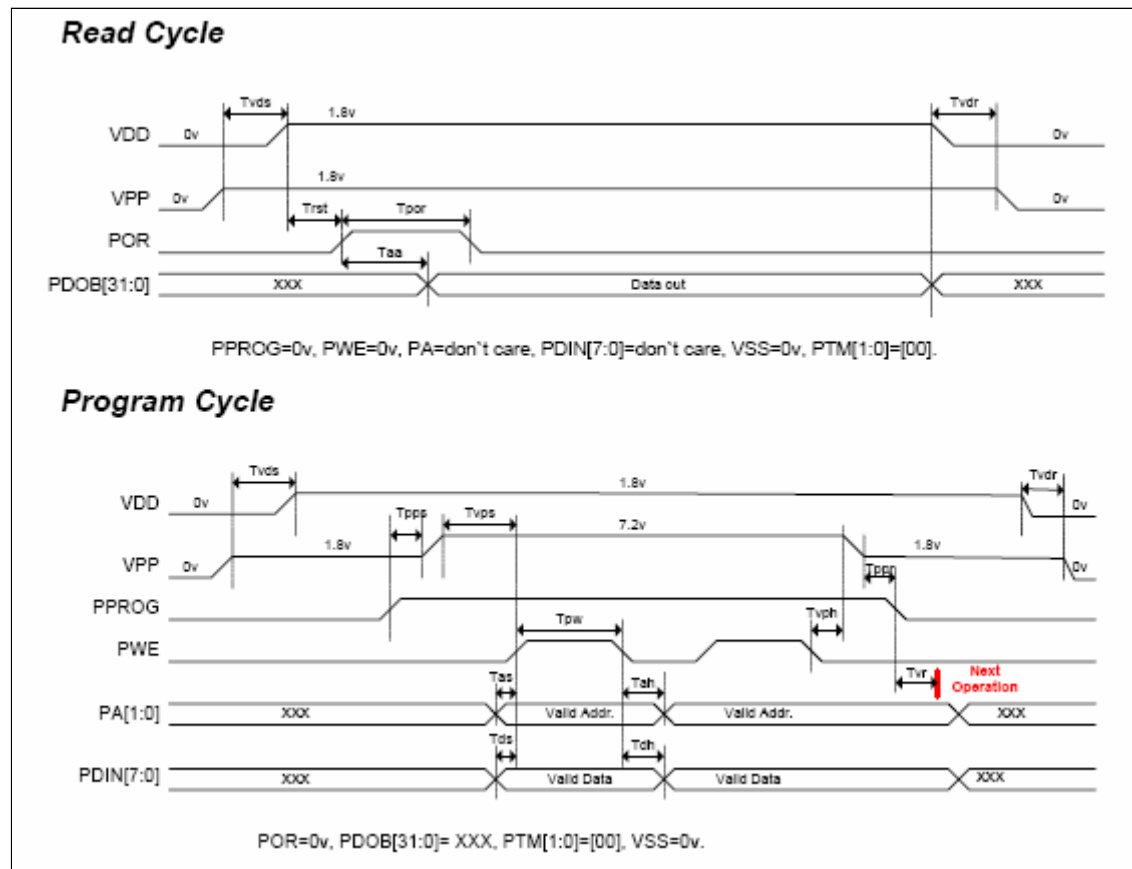 Read Cycle
Tvds
1.8v
Tvdr
VDD
0v
0v
1.8v
VPP
0v
0v
Trst
Tpor
POR
Taa
PDOB[31:0]
XXX
Data out
XXX
PPROG=0v, PWE=0v, PA=don`t care, PDIN[7:0]=don`t care, VSS=0v, PTM[1:0]=[00].
Program Cycle
Tvds
1.8v
Tvdr
VDD
0v
0v
Tpps
Tvps
7.2v
1.8v
1.8v
VPP
0v
0v
PPROG
Tpw
Tvph
PWE
Tas
Tah
Tvr
Next
Operation
PA[1:0]
XXX
Valid Addr.
Valid Addr.
XXX
Tds
Tdh
PDIN[7:0]
XXX
Valid Data
Valid Data
XXX
POR=0v, PDOB[31:0]= XXX, PTM[1:0]=[00], VSS=0v.